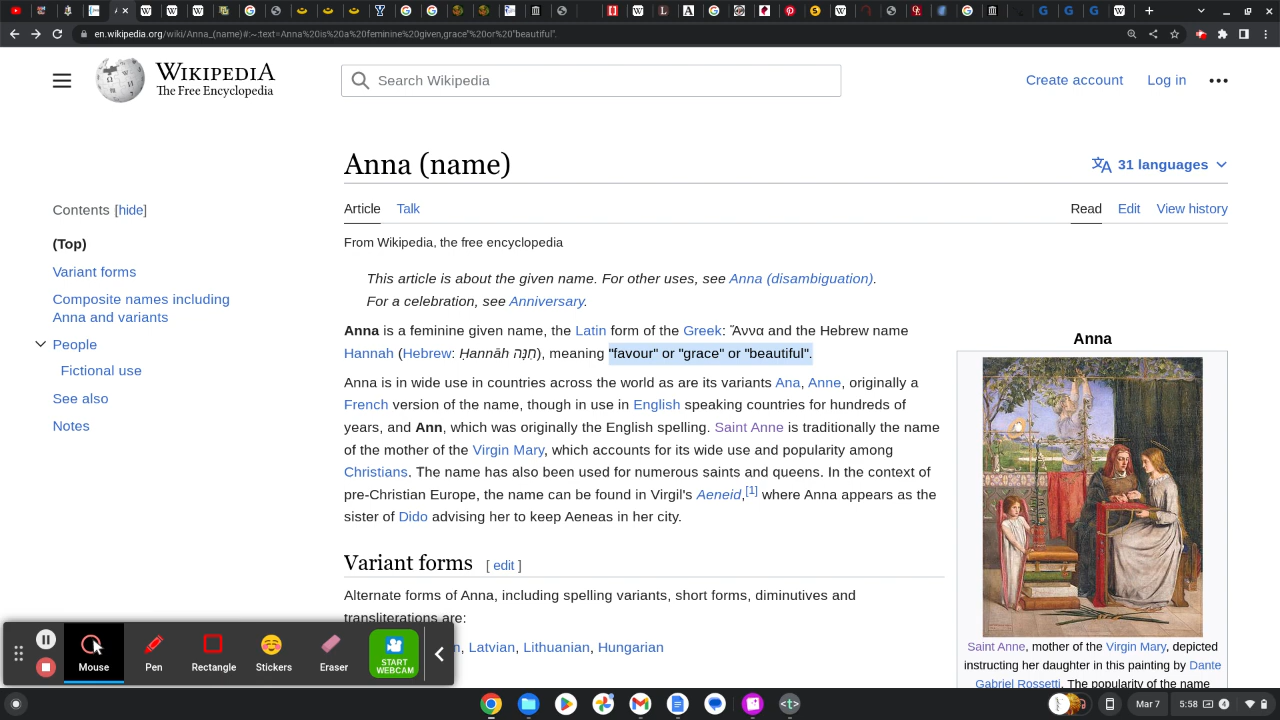 en.wikipedia.org/wiki/Anna_(name)#:~:text=Anna%20is%20a%20feminine%20given,grace"%20or%20"beautiful".
WIKIPEDIA
The Free Encyclopedia
Search Wikipedia
Create account
Log in
Anna (name)
31 languages
Contents [hide]
Article
Talk
Read
Edit
View history
(Top)
Variant forms
Composite names including
Anna and variants
People
Fictional use
See also
Notes
From Wikipedia, the free encyclopedia
This article is about the given name. For other uses, see Anna (disambiguation).
For a celebration, see Anniversary.
Anna is a feminine given name, the Latin form of the Greek: Ἄννα and the Hebrew name
Hannah (Hebrew: Ḥannāh חַנָּה), meaning "favour" or "grace" or "beautiful".
Anna is in wide use in countries across the world as are its variants Ana, Anne, originally a
French version of the name, though in use in English speaking countries for hundreds of
years, and Ann, which was originally the English spelling. Saint Anne is traditionally the name
of the mother of the Virgin Mary, which accounts for its wide use and popularity among
Christians. The name has also been used for numerous saints and queens. In the context of
pre-Christian Europe, the name can be found in Virgil's Aeneid,[1] where Anna appears as the
sister of Dido advising her to keep Aeneas in her city.
Variant forms [ edit ]
Alternate forms of Anna, including spelling variants, short forms, diminutives and
transliterations are:
Latvian, Lithuanian, Hungarian
Anna
Saint Anne, mother of the Virgin Mary, depicted
instructing her daughter in this painting by Dante
Gabriel Rossetti. The popularity of the name
Mouse
Pen
Rectangle
Stickers
Eraser
START
WEBCAM
Mar 7
5:58